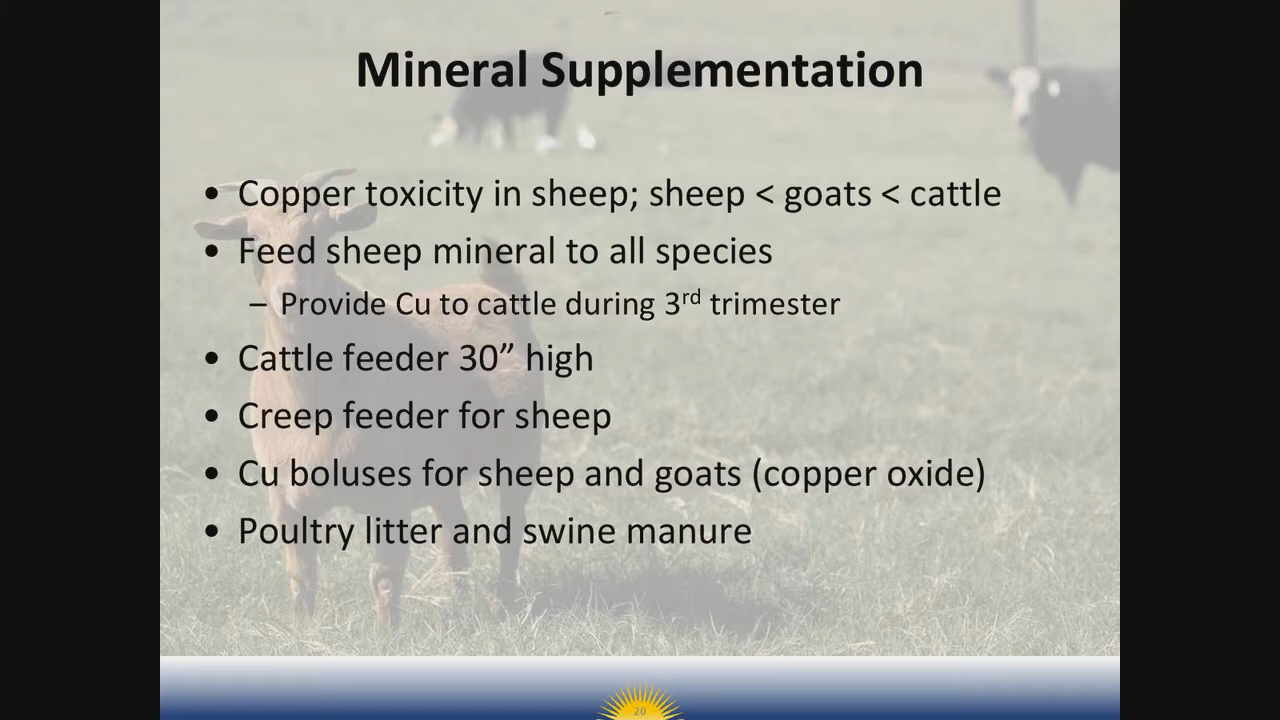 Mineral Supplementation
• Copper toxicity in sheep; sheep < goats < cattle
• Feed sheep mineral to all species
– Provide Cu to cattle during 3rd trimester
• Cattle feeder 30” high
• Creep feeder for sheep
• Cu boluses for sheep and goats (copper oxide)
• Poultry litter and swine manure
20